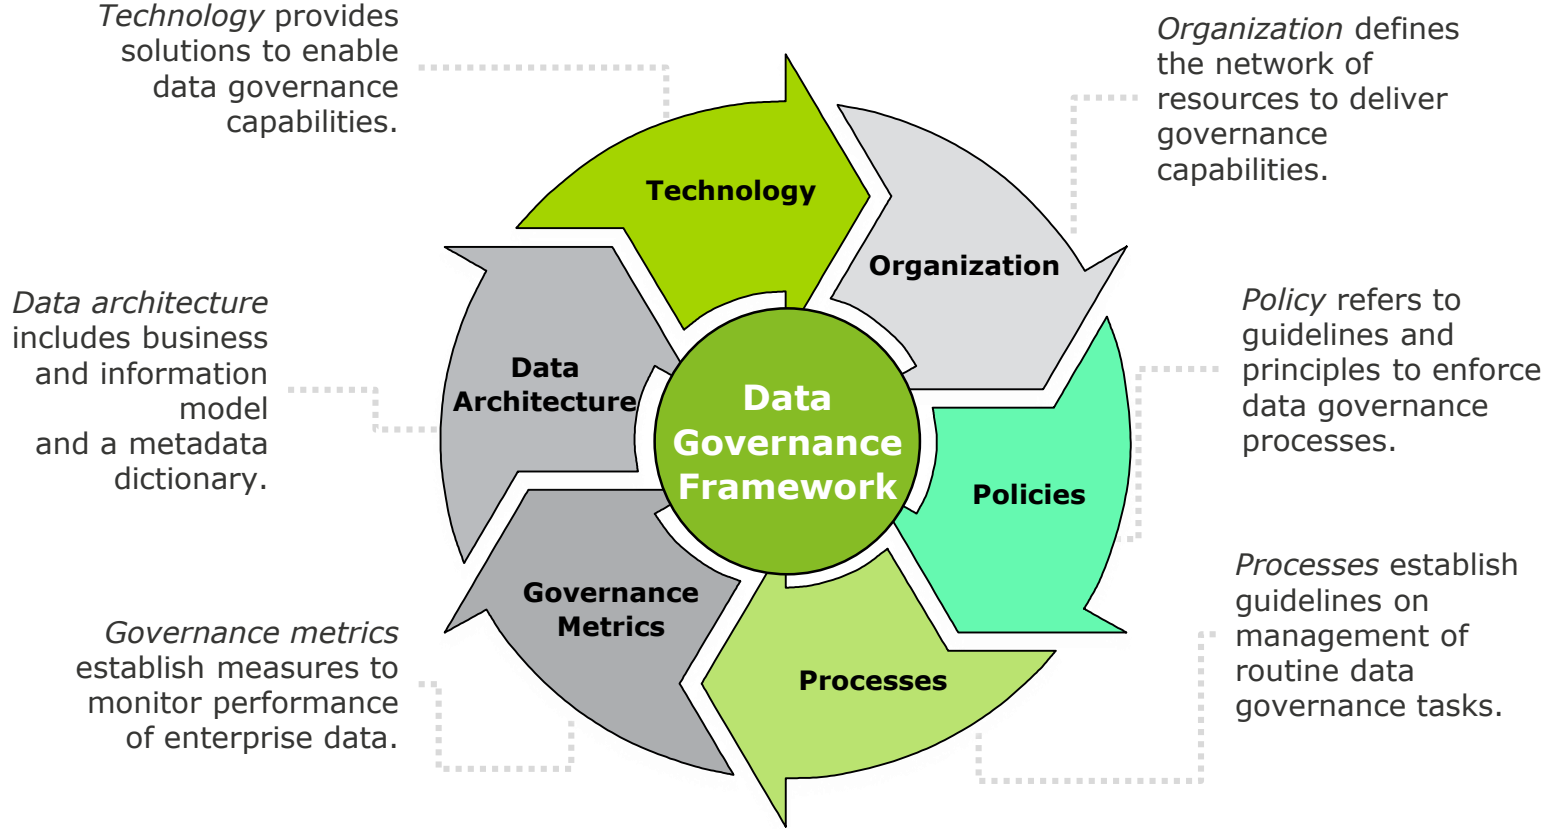 Technology provides
solutions to enable
data governance
capabilities.
Organization defines
the network of
resources to deliver
governance
capabilities.
Technology
Organization
Data architecture
includes business
and information
model
and a metadata
dictionary.
Policy refers to
guidelines and
principles to enforce
data governance
processes.
Data
Architecture
Data
Governance
Framework
Policies
Governance
Metrics
Processes
Governance metrics
establish measures to
monitor performance
of enterprise data.
Processes establish
guidelines on
management of
routine data
governance tasks.